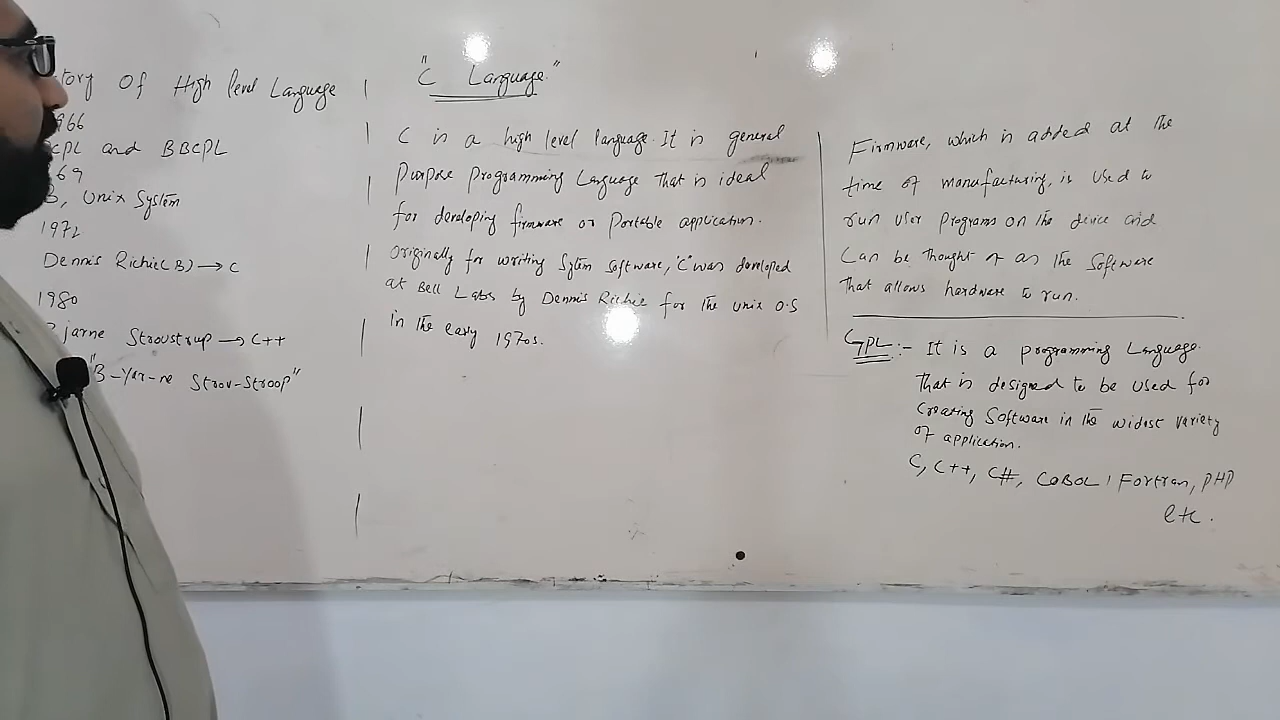 tory Of High level Language
1966
CPL and BBCPL
69
B, Unix System
1972
Dennis Richie(B) → C
1980
Bjarne Stroustrup → C++
"B-Yar-ne Strov-Stroop"
"C Language"
C is a high level language. It is general
Purpose Programming Language that is ideal
for developing firmware or Portable application.
Originally for writing Sytem Software, "C" was developed
at Bell Labs by Dennis Richie for the unix O.S
in the early 1970s.
Firmware, which is added at the
time of manufacturing, is used to
run user programs on the device and
Can be thought of as the Software
That allows hardware to run.
GPL :- It is a programming Language
That is designed to be used for
Creating Software in the widest variety
of application.
C, C++, C#, COBOL, Fortran, PHP
etc.